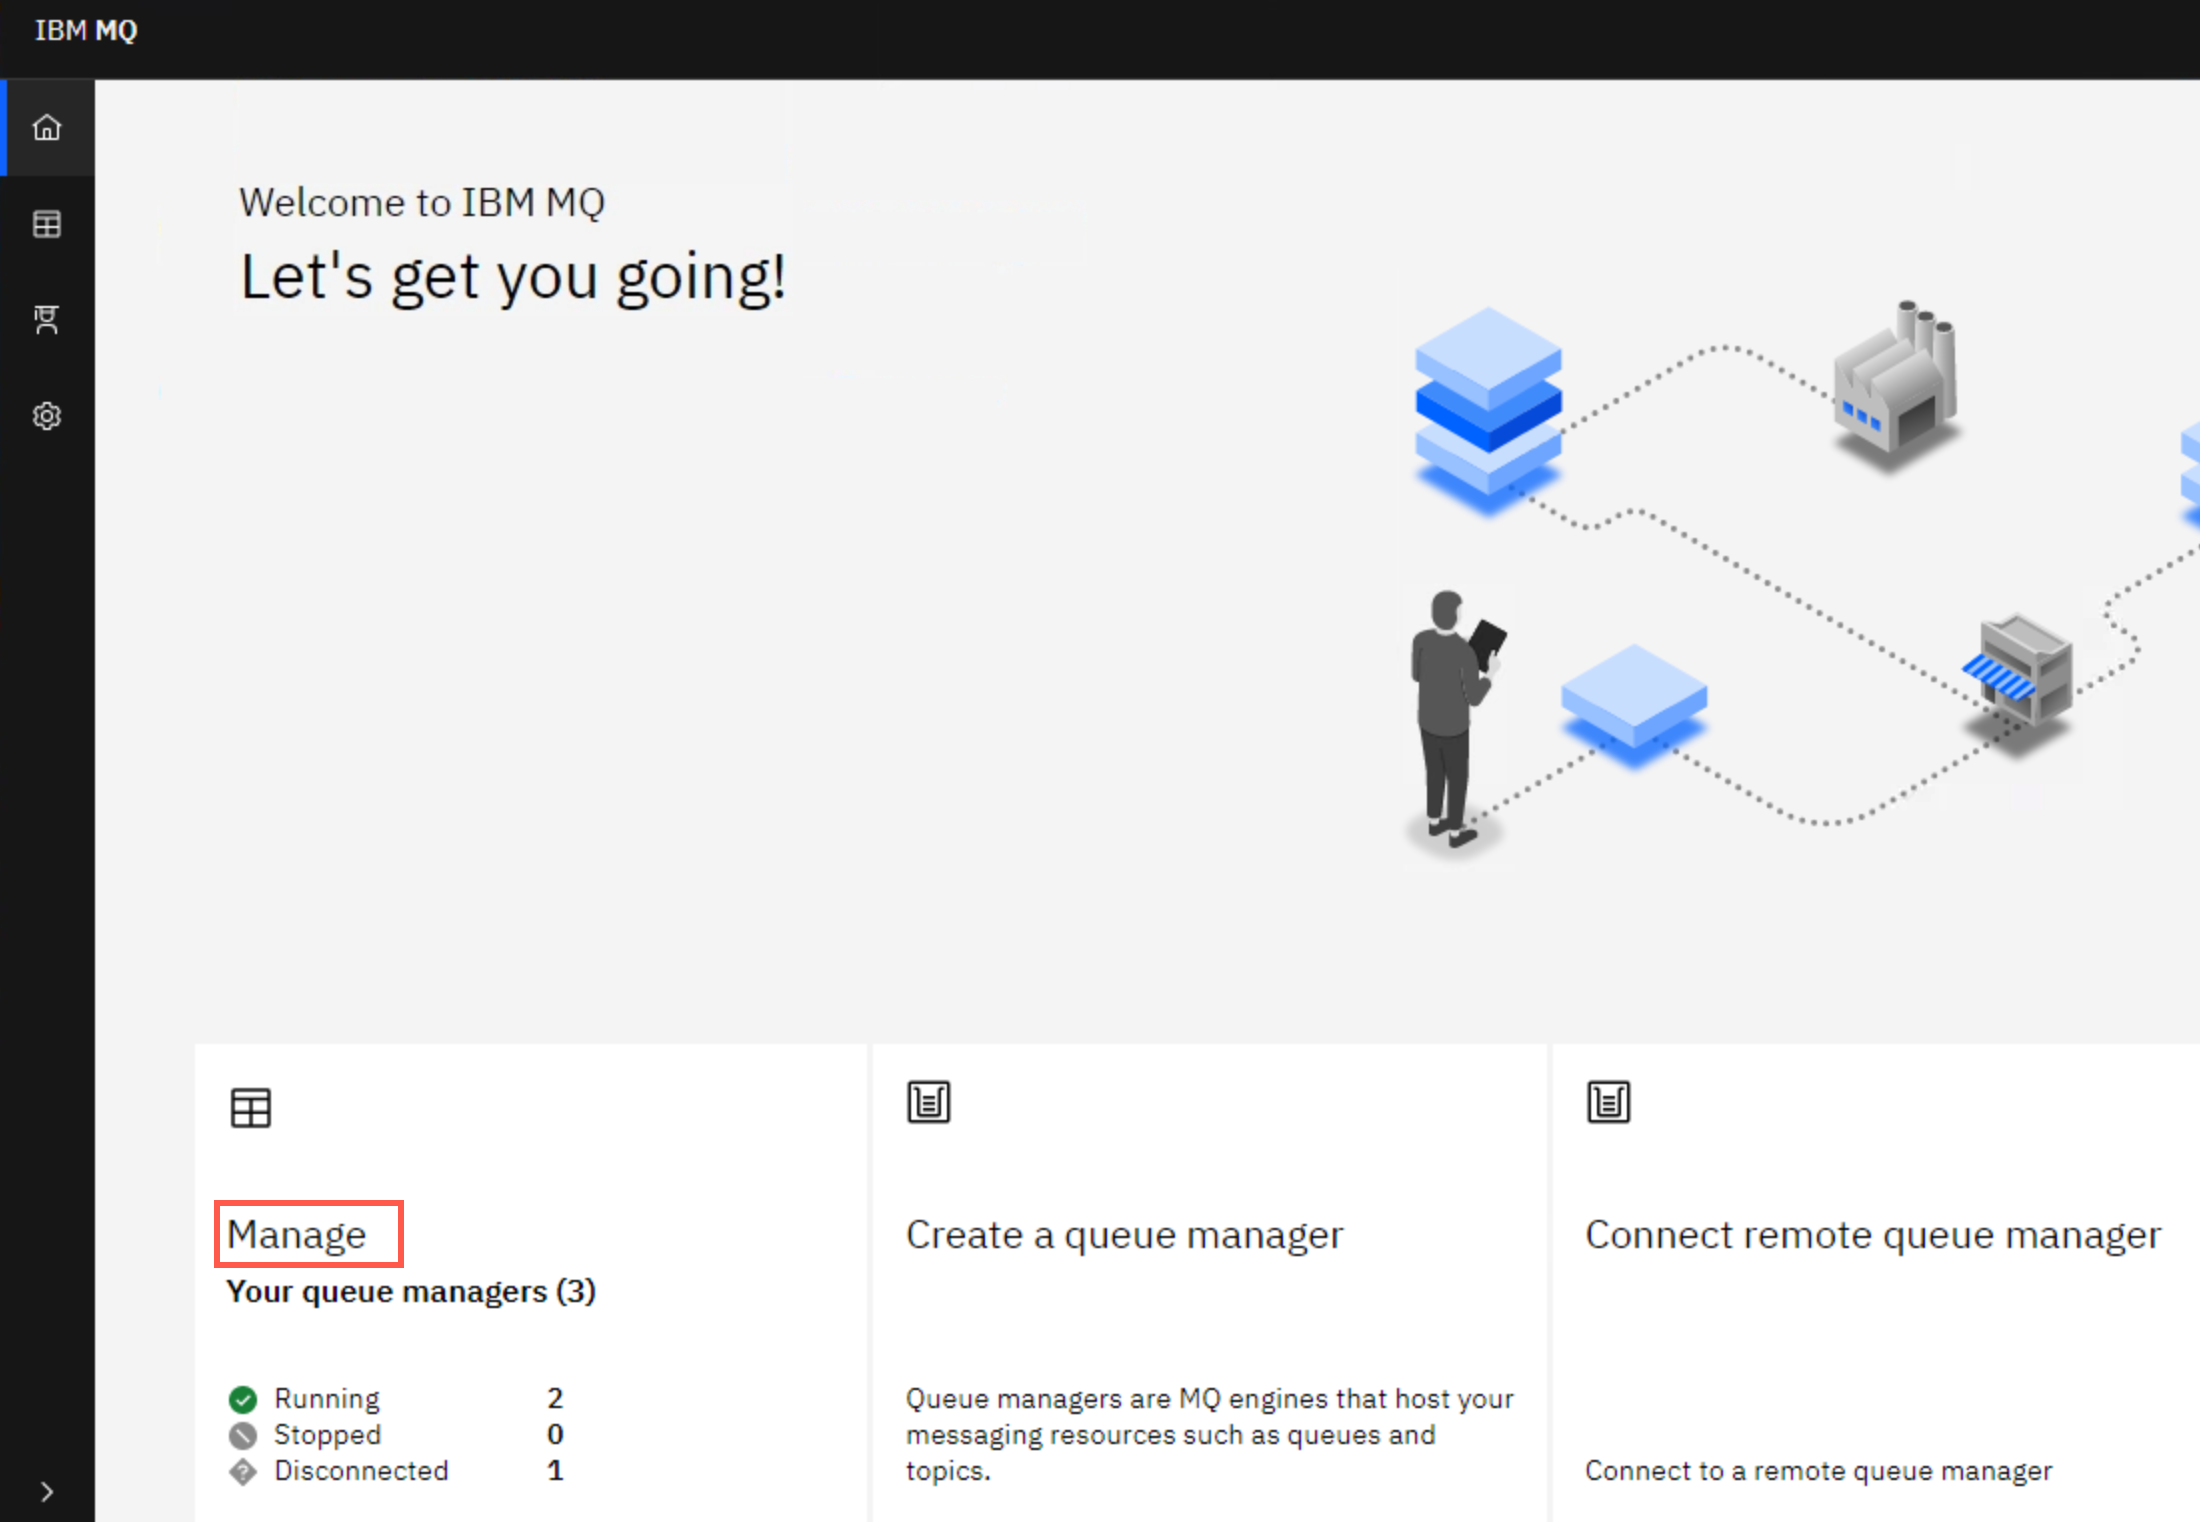 IBM MQ
Welcome to IBM MQ
Let's get you going!
Manage
Your queue managers (3)
Running 2
Stopped 0
Disconnected 1
Create a queue manager
Queue managers are MQ engines that host your
messaging resources such as queues and
topics.
Connect remote queue manager
Connect to a remote queue manager